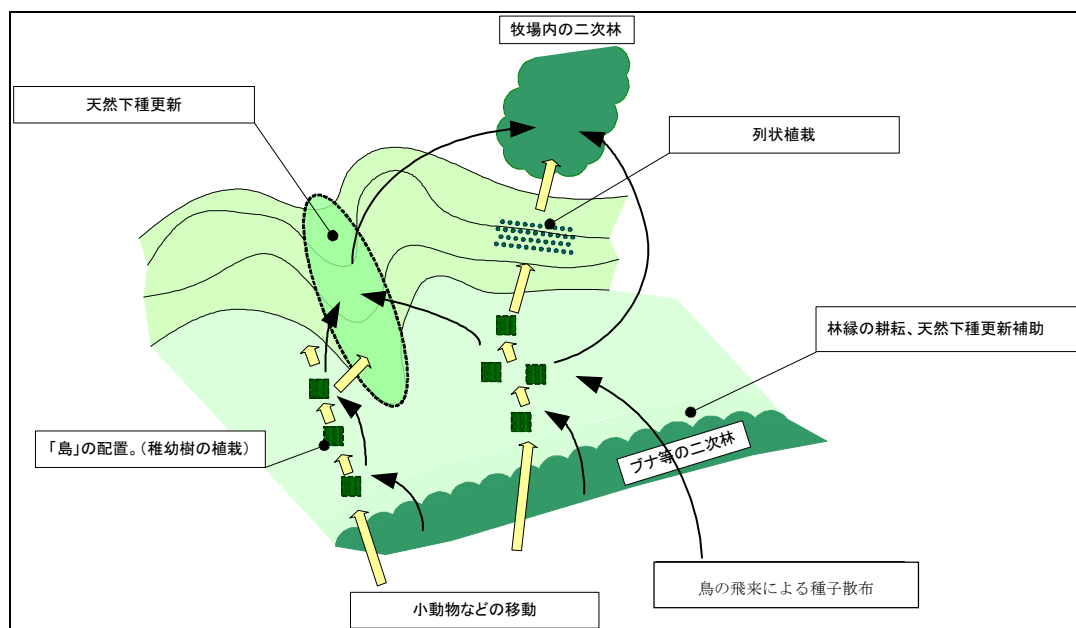 牧場内の二次林
天然下種更新
列状植栽
林縁の耕耘、天然下種更新補助
「島」の配置。（稚幼樹の植栽）
ブナ等の二次林
鳥の飛来による種子散布
小動物などの移動